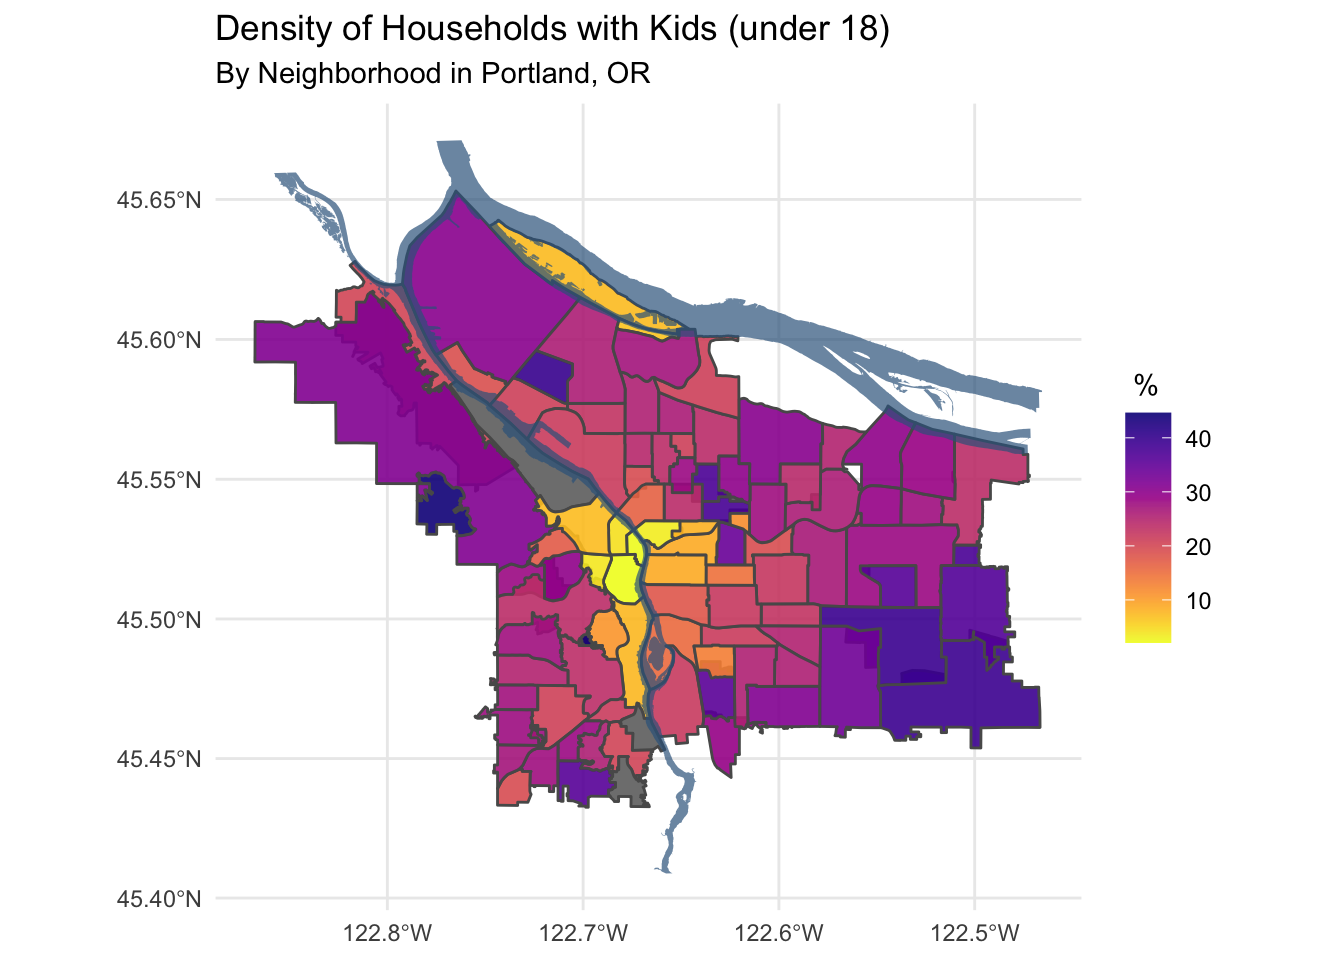 Density of Households with Kids (under 18)
By Neighborhood in Portland, OR
45.65°N
45.60°N
45.55°N
45.50°N
45.45°N
45.40°N
122.8°W
122.7°W
122.6°W
122.5°W
%
40
30
20
10